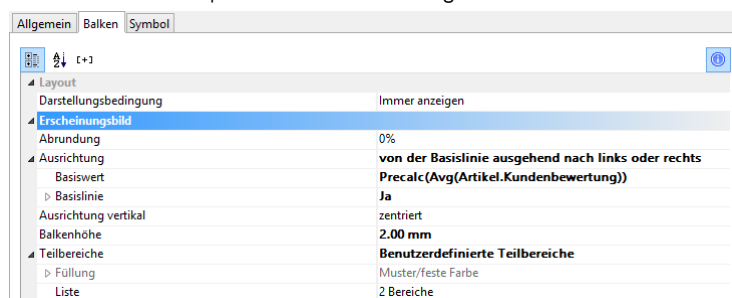 Allgemein Balken Symbol
[+]
Layout
Darstellungsbedingung Immer anzeigen
Erscheinungsbild
Abrundung 0%
Ausrichtung von der Basislinie ausgehend nach links oder rechts
Basiswert Precalc(Avg(Artikel.Kundenbewertung))
Basislinie Ja
Ausrichtung vertikal zentriert
Balkenhöhe 2.00 mm
Teilbereiche Benutzerdefinierte Teilbereiche
Füllung Muster/feste Farbe
Liste 2 Bereiche